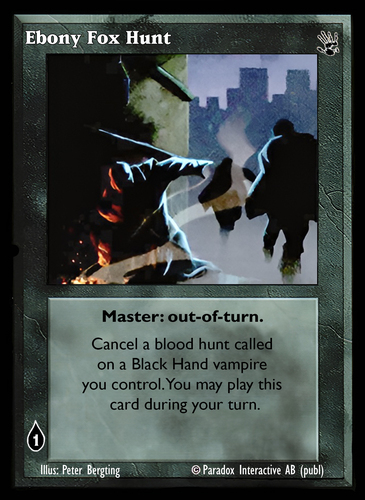 Ebony Fox Hunt
Master: out-of-turn.
Cancel a blood hunt called
on a Black Hand vampire
you control. You may play this
card during your turn.
1
Illus: Peter Bergting © Paradox Interactive AB (publ)